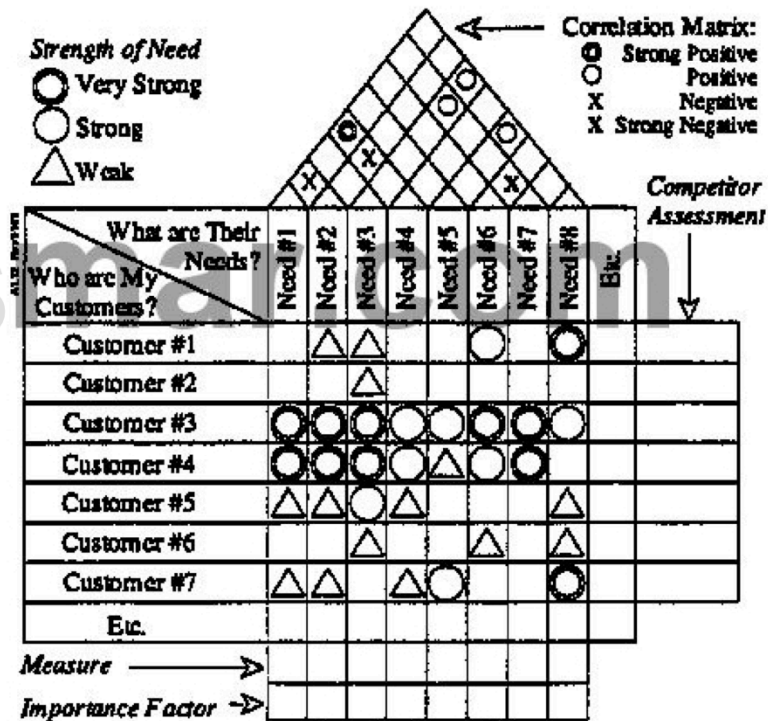 Strength of Need
Very Strong
Strong
Weak
Correlation Matrix:
Strong Positive
Positive
X Negative
X Strong Negative
Competitor
Assessment
What are Their
Needs?
Who are My
Customers?
Need #1
Need #2
Need #3
Need #4
Need #5
Need #6
Need #7
Need #8
Etc.
X
X
X
smar.com
Customer #1
Customer #2
Customer #3
Customer #4
Customer #5
Customer #6
Customer #7
Etc.
Measure
Importance Factor